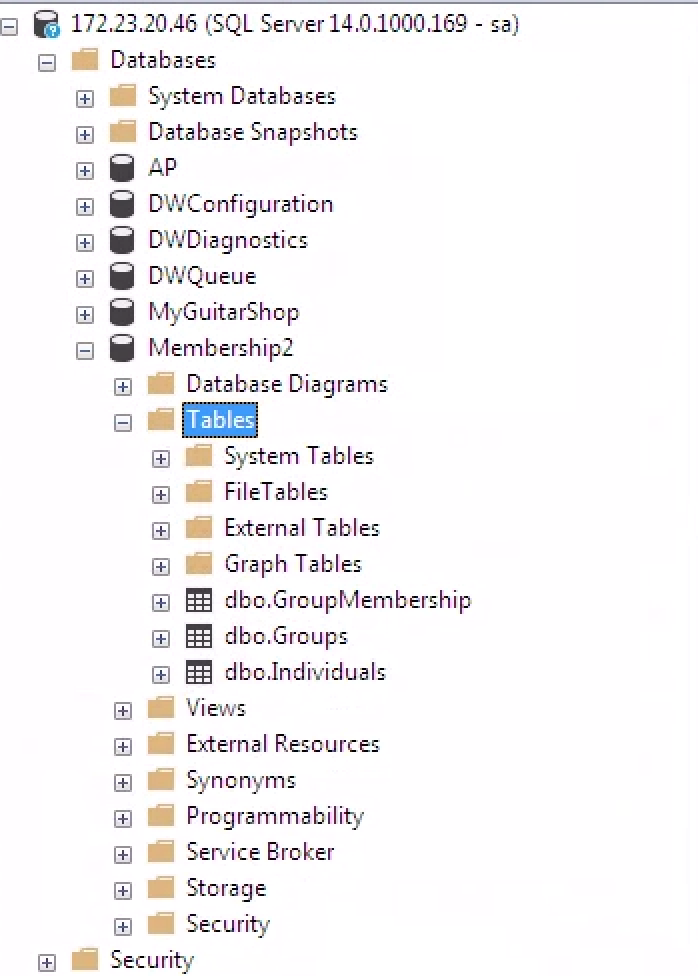 172.23.20.46 (SQL Server 14.0.1000.169 - sa)
Databases
System Databases
Database Snapshots
AP
DWConfiguration
DWDiagnostics
DWQueue
MyGuitarShop
Membership2
Database Diagrams
Tables
System Tables
FileTables
External Tables
Graph Tables
dbo.GroupMembership
dbo.Groups
dbo.Individuals
Views
External Resources
Synonyms
Programmability
Service Broker
Storage
Security
Security